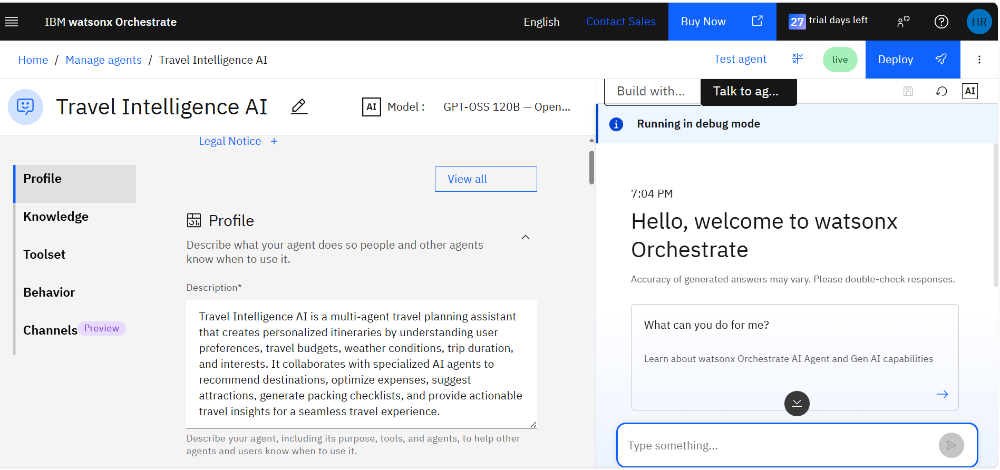 IBM watsonx Orchestrate
English
Contact Sales
Buy Now
27 trial days left
HR
Home / Manage agents / Travel Intelligence AI
Test agent
live
Deploy
Travel Intelligence AI
AI Model : GPT-OSS 120B — Open...
Build with...
Talk to ag...
AI
Running in debug mode
Legal Notice +
Profile
Knowledge
Toolset
Behavior
Channels Preview
View all
Profile
Describe what your agent does so people and other agents
know when to use it.
Description*
Travel Intelligence AI is a multi-agent travel planning assistant
that creates personalized itineraries by understanding user
preferences, travel budgets, weather conditions, trip duration,
and interests. It collaborates with specialized AI agents to
recommend destinations, optimize expenses, suggest
attractions, generate packing checklists, and provide actionable
travel insights for a seamless travel experience.
Describe your agent, including its purpose, tools, and agents, to help other
agents and users know when to use it.
7:04 PM
Hello, welcome to watsonx
Orchestrate
Accuracy of generated answers may vary. Please double-check responses.
What can you do for me?
Learn about watsonx Orchestrate AI Agent and Gen AI capabilities
Type something...